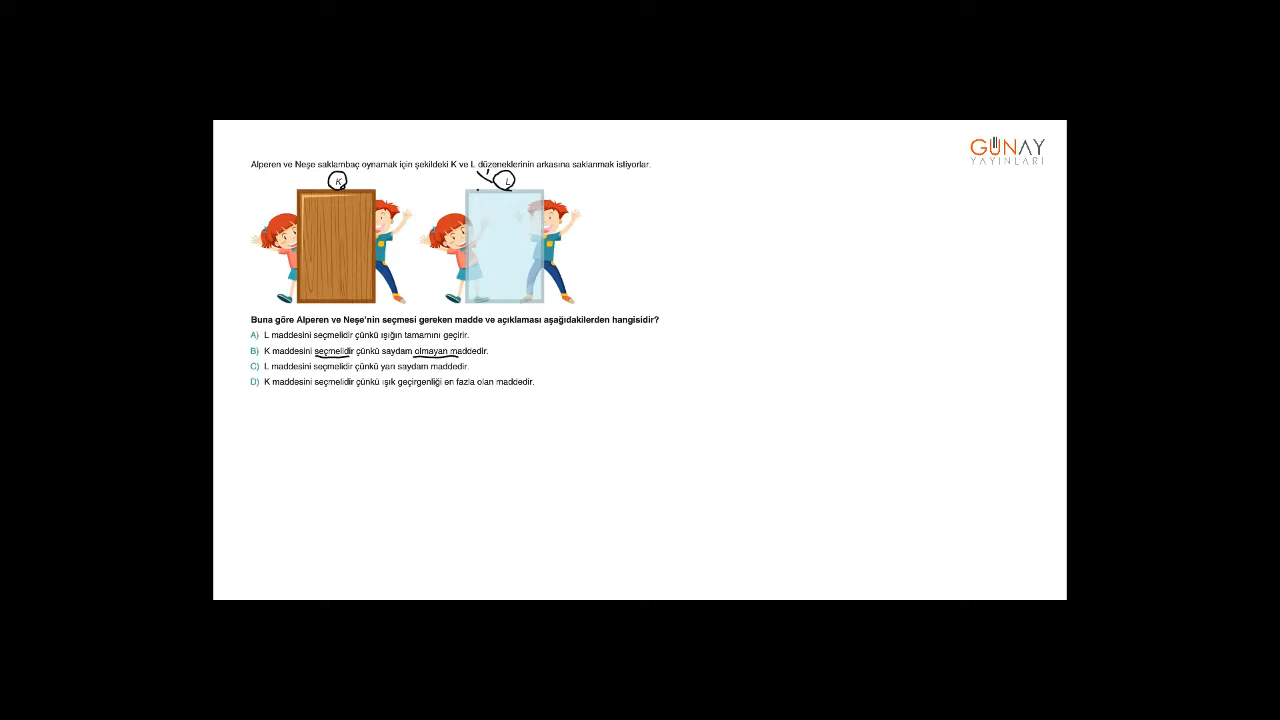 GÜNAY
YAYINLARI
Alperen ve Neşe saklambaç oynamak için şekildeki K ve L düzeneklerinin arkasına saklanmak istiyorlar.
K
L
Buna göre Alperen ve Neşe'nin seçmesi gereken madde ve açıklaması aşağıdakilerden hangisidir?
A) L maddesini seçmelidir çünkü ışığın tamamını geçirir.
B) K maddesini seçmelidir çünkü saydam olmayan maddedir.
C) L maddesini seçmelidir çünkü yarı saydam maddedir.
D) K maddesini seçmelidir çünkü ışık geçirgenliği en fazla olan maddedir.